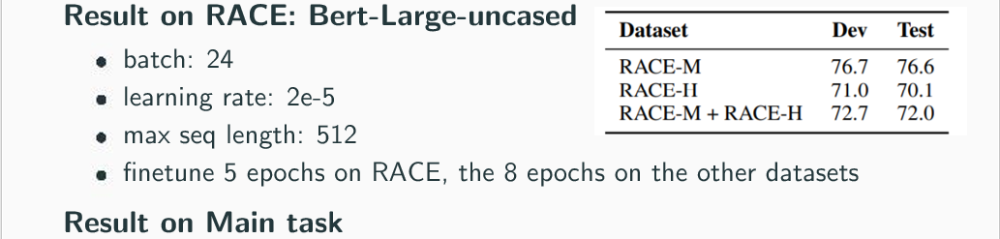 Result on RACE: Bert-Large-uncased
• batch: 24
• learning rate: 2e-5
• max seq length: 512
• finetune 5 epochs on RACE, the 8 epochs on the other datasets
Dataset Dev Test
RACE-M 76.7 76.6
RACE-H 71.0 70.1
RACE-M + RACE-H 72.7 72.0
Result on Main task